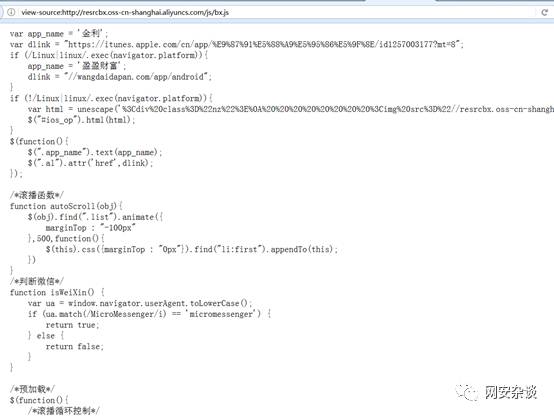 view-source:http://resrcbx.oss-cn-shanghai.aliyuncs.com/js/bx.js
var app_name = '金利';
var dlink = "https://itunes.apple.com/cn/app/%E9%87%91%E5%88%A9%E5%95%86%E5%9F%8E/id1257003177?mt=8";
if (/Linux|linux/.exec(navigator.platform)){
    app_name = '盈盈财富';
    dlink = "//wangdaidapan.com/app/android";
}
if (!/Linux|linux/.exec(navigator.platform)){
    var html = unescape('%3Cdiv%20class%3D%22nz%22%3E%0A%20%20%20%20%20%20%20%20%3Cimg%20src%3D%22//resrcbx.oss-cn-shangh
    $("#ios_op").html(html);
}
$(function(){
    $(".app_name").text(app_name);
    $(".al").attr('href',dlink);
});
/*滚播函数*/
function autoScroll(obj){
    $(obj).find(".list").animate({
        marginTop : "-100px"
    },500,function(){
        $(this).css({marginTop : "0px"}).find("li:first").appendTo(this);
    })
}
/*判断微信*/
function isWeiXin() {
    var ua = window.navigator.userAgent.toLowerCase();
    if (ua.match(/MicroMessenger/i) == 'micromessenger') {
        return true;
    } else {
        return false;
    }
}
/*预加载*/
$(function(){
    /*滚播循环控制*/
网安杂谈